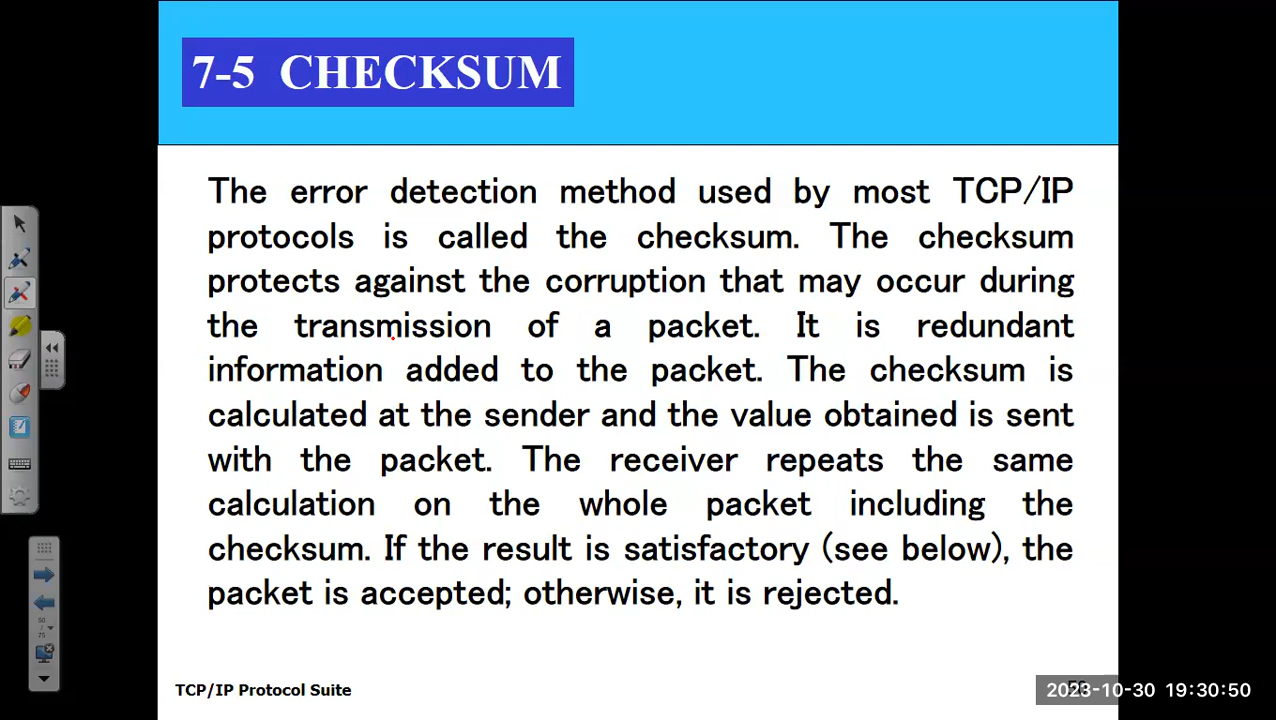 7-5 CHECKSUM
The error detection method used by most TCP/IP
protocols is called the checksum. The checksum
protects against the corruption that may occur during
the transmission of a packet. It is redundant
information added to the packet. The checksum is
calculated at the sender and the value obtained is sent
with the packet. The receiver repeats the same
calculation on the whole packet including the
checksum. If the result is satisfactory (see below), the
packet is accepted; otherwise, it is rejected.
TCP/IP Protocol Suite
2023-10-30 19:30:50